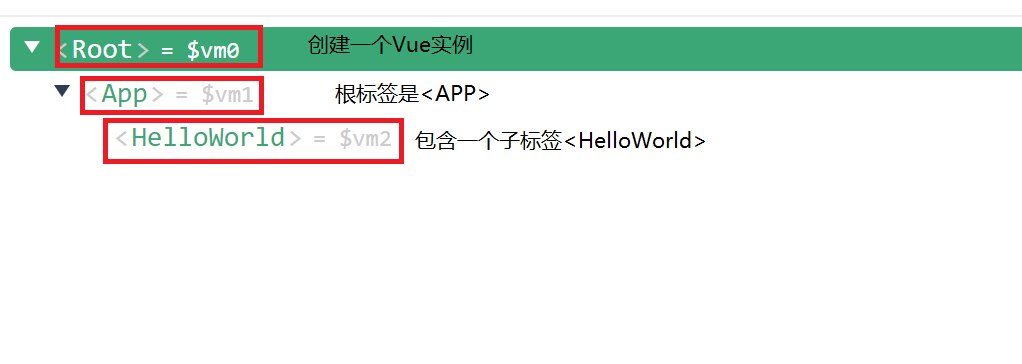 <Root> = $vm0 创建一个Vue实例
<App> = $vm1 根标签是<APP>
<HelloWorld> = $vm2 包含一个子标签<HelloWorld>